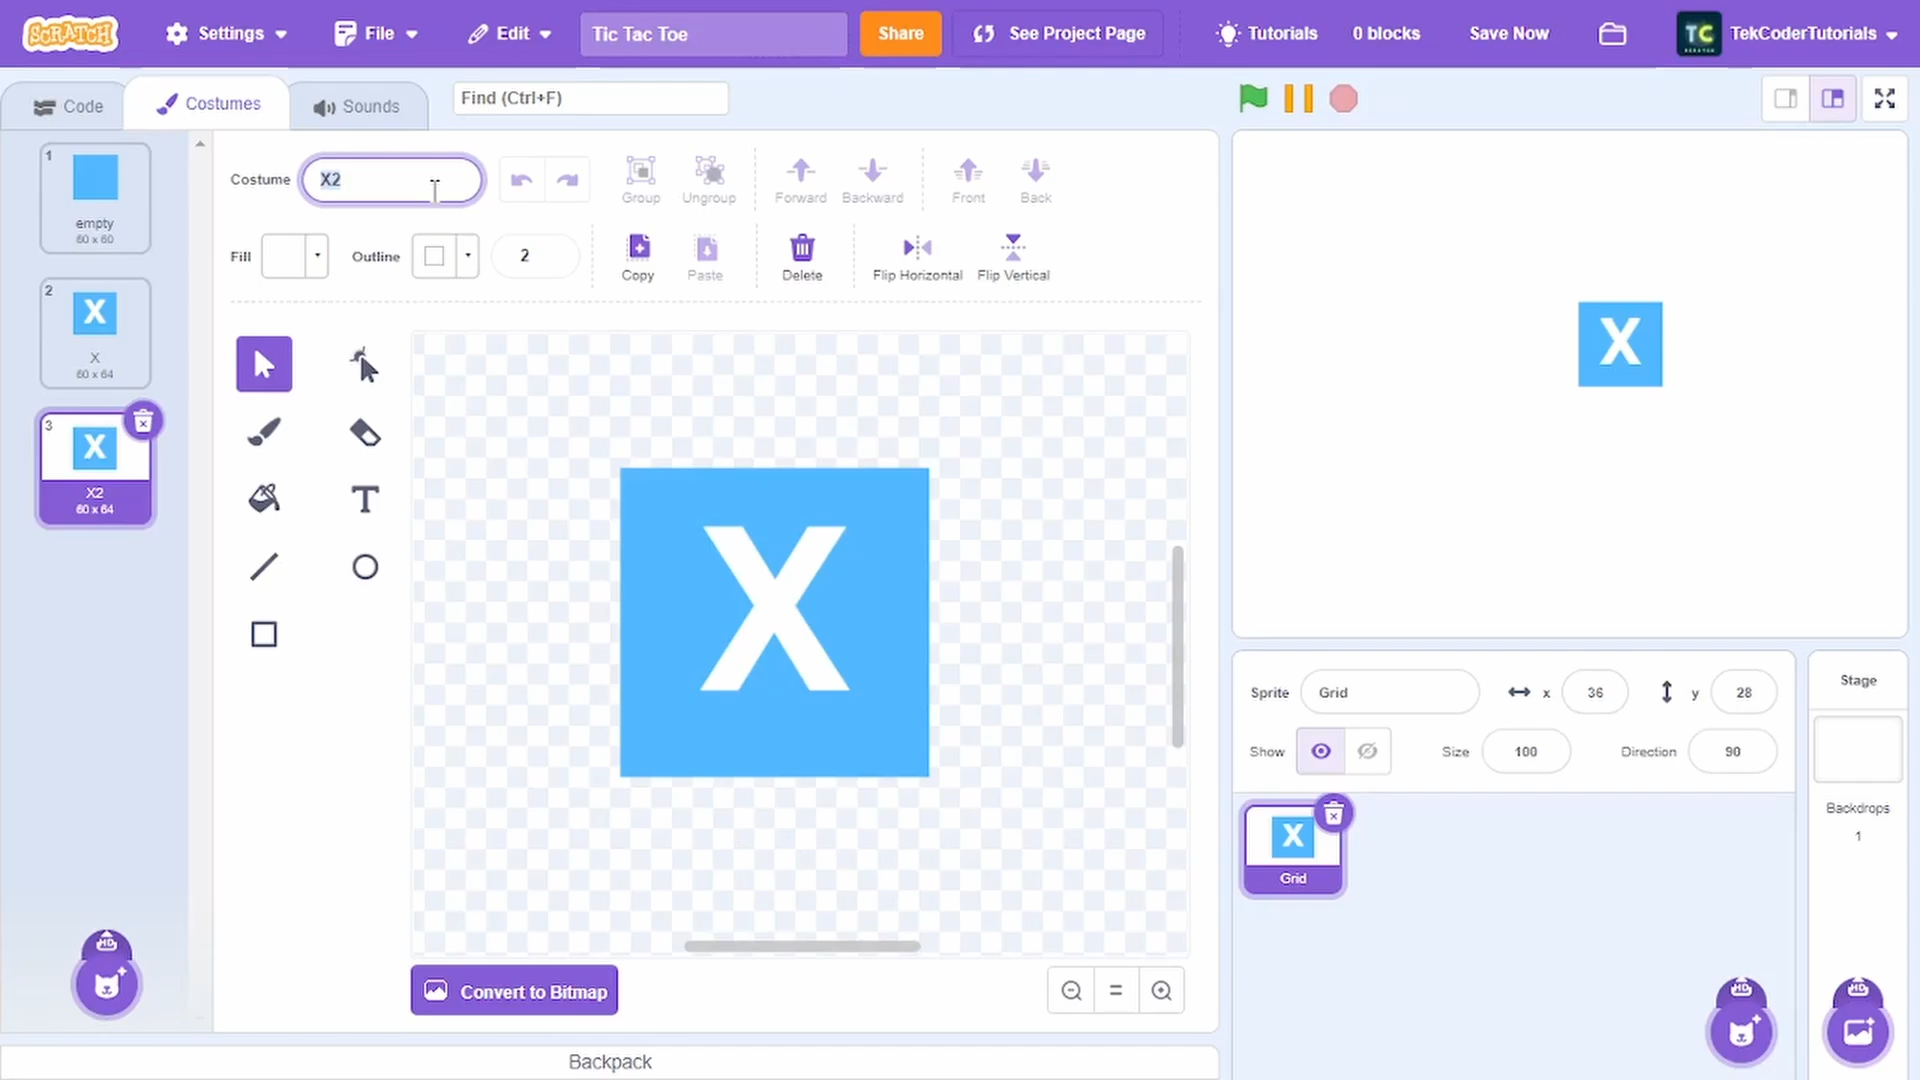 SCRATCH Settings File Edit Tic Tac Toe Share See Project Page Tutorials 0 blocks Save Now TC TekCoderTutorials
Code Costumes Sounds Find (Ctrl+F)
1
empty
60 x 60
2
X
X
60 x 64
3
X
X2
60 x 64
HD
Costume X2 Group Ungroup Forward Backward Front Back
Fill Outline 2 Copy Paste Delete Flip Horizontal Flip Vertical
T
X
Convert to Bitmap =
Backpack
X
Sprite Grid x 36 y 28
Show Size 100 Direction 90
X
Grid
HD
Stage
Backdrops
1
HD